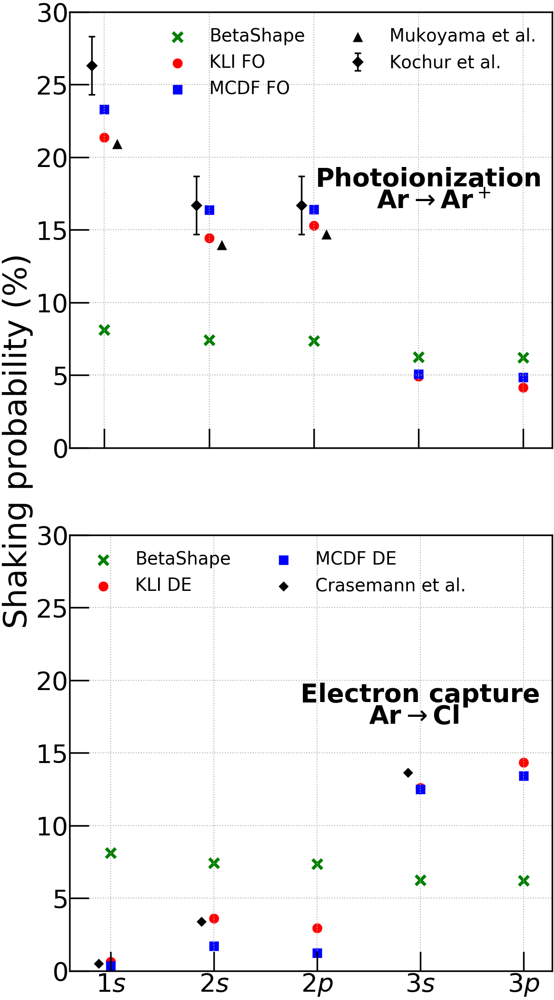 Shaking probability (%)
30
25
20
15
10
5
0
BetaShape
KLI FO
MCDF FO
Mukoyama et al.
Kochur et al.
Photoionization
Ar → Ar⁺
30
25
20
15
10
5
0
BetaShape
KLI DE
MCDF DE
Crasemann et al.
Electron capture
Ar → Cl
1s 2s 2p 3s 3p